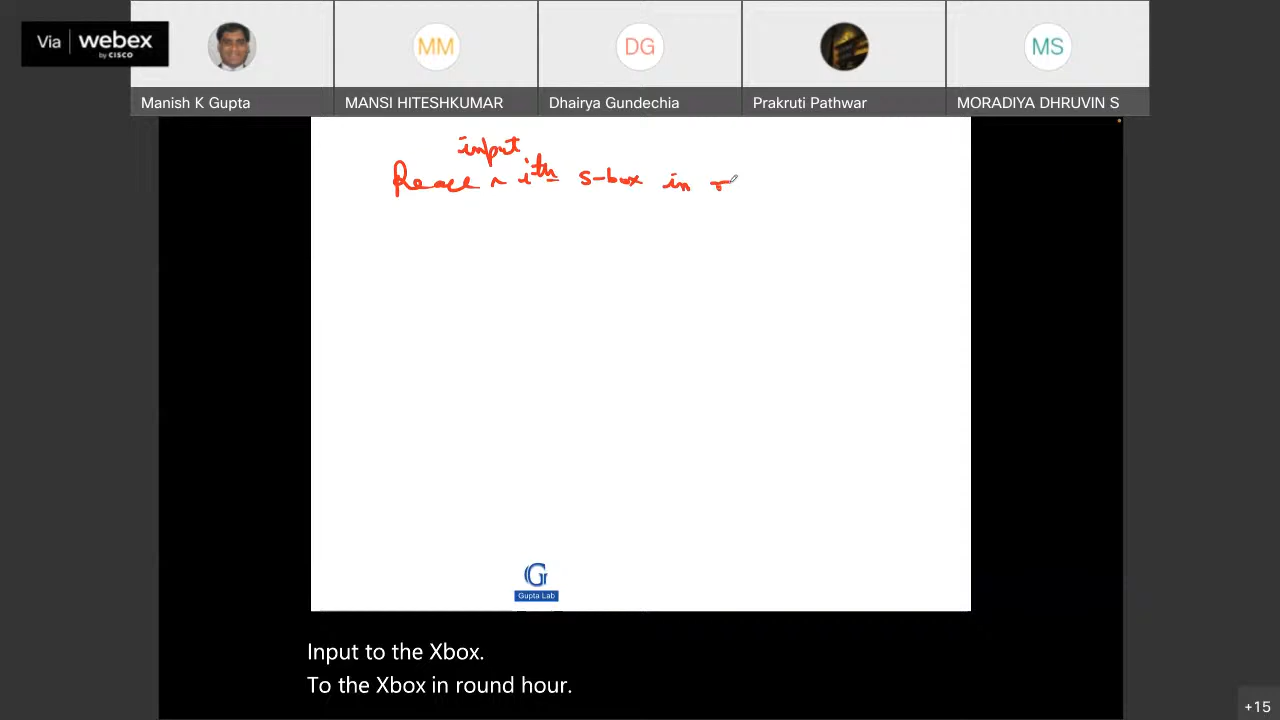 Via webex
by CISCO
MM DG MS
Manish K Gupta MANSI HITESHKUMAR Dhairya Gundechia Prakruti Pathwar MORADIYA DHRUVIN S
input
ith s-box in r
G
Gupta Lab
Input to the Xbox.
To the Xbox in round hour.
+15